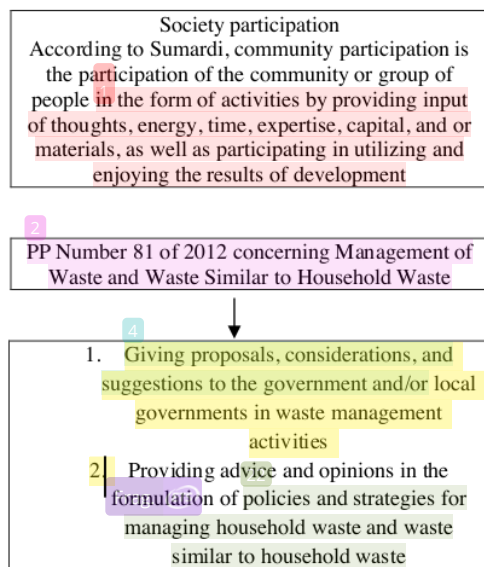 Society participation
According to Sumardi, community participation is
the participation of the community or group of
people in the form of activities by providing input
of thoughts, energy, time, expertise, capital, and or
materials, as well as participating in utilizing and
enjoying the results of development
2
PP Number 81 of 2012 concerning Management of
Waste and Waste Similar to Household Waste
4
1. Giving proposals, considerations, and
suggestions to the government and/or local
governments in waste management
activities
2. Providing advice and opinions in the
formulation of policies and strategies for
managing household waste and waste
similar to household waste